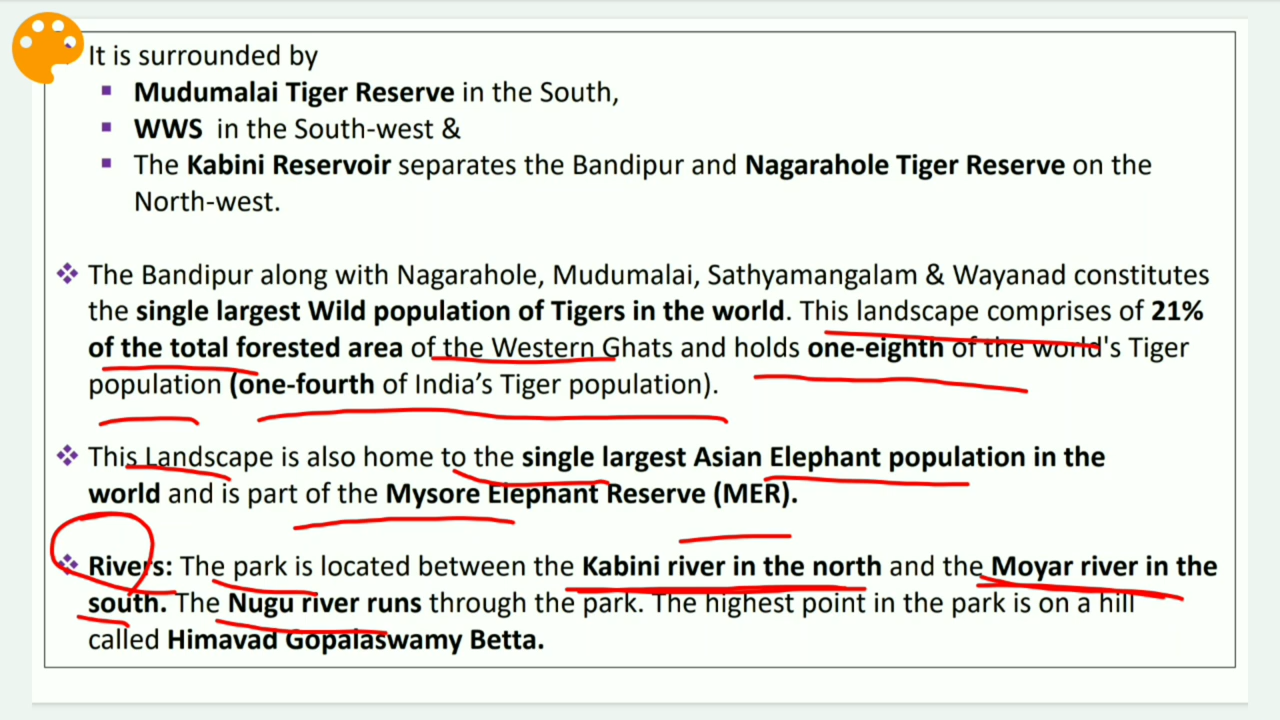 It is surrounded by
Mudumalai Tiger Reserve in the South,
WWS in the South-west &
The Kabini Reservoir separates the Bandipur and Nagarahole Tiger Reserve on the
North-west.
The Bandipur along with Nagarahole, Mudumalai, Sathyamangalam & Wayanad constitutes
the single largest Wild population of Tigers in the world. This landscape comprises of 21%
of the total forested area of the Western Ghats and holds one-eighth of the world's Tiger
population (one-fourth of India's Tiger population).
This Landscape is also home to the single largest Asian Elephant population in the
world and is part of the Mysore Elephant Reserve (MER).
Rivers: The park is located between the Kabini river in the north and the Moyar river in the
south. The Nugu river runs through the park. The highest point in the park is on a hill
called Himavad Gopalaswamy Betta.